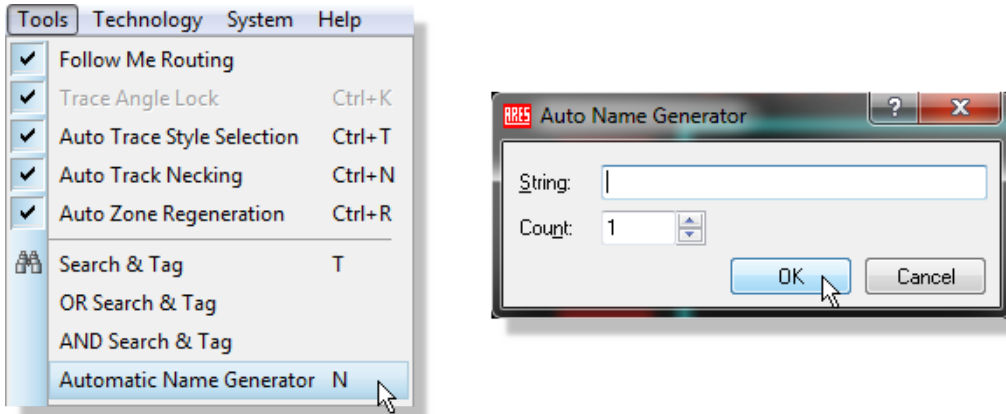 Tools Technology System Help
Follow Me Routing
Trace Angle Lock Ctrl+K
Auto Trace Style Selection Ctrl+T
Auto Track Necking Ctrl+N
Auto Zone Regeneration Ctrl+R
Search & Tag T
OR Search & Tag
AND Search & Tag
Automatic Name Generator N
ARES Auto Name Generator ? X
String:
Count: 1
OK Cancel